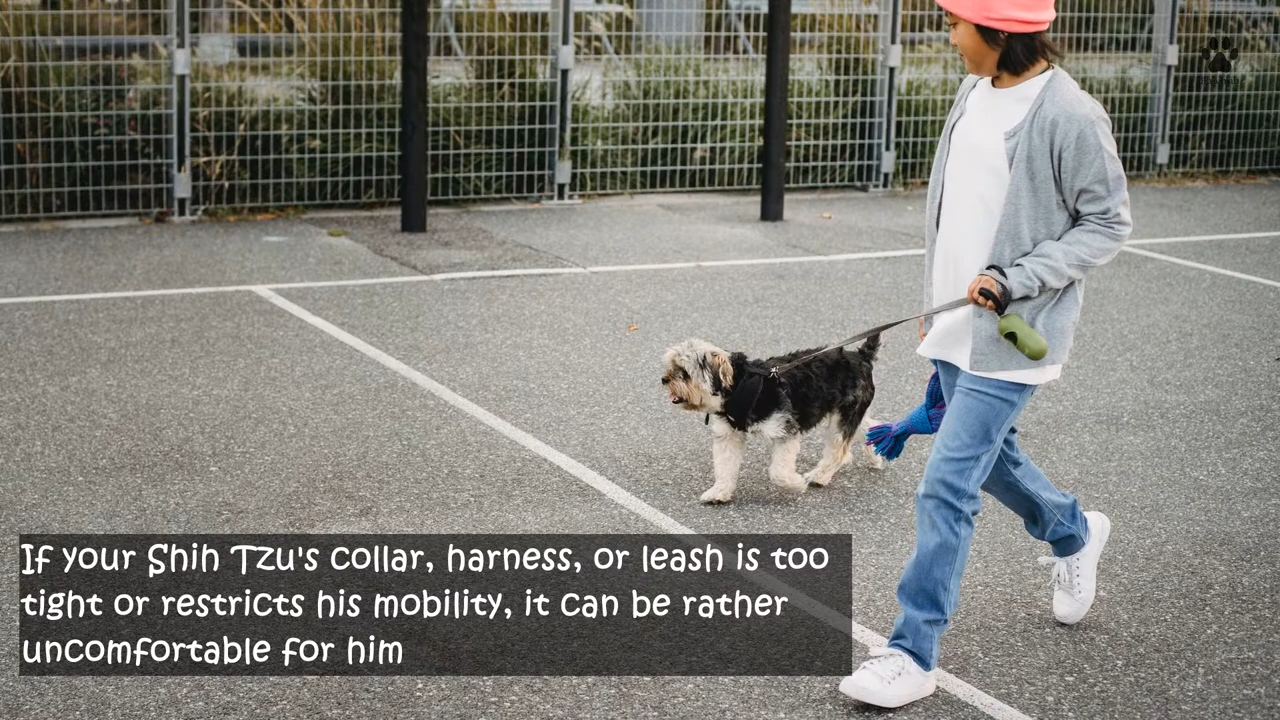 If your Shih Tzu's collar, harness, or leash is too
tight or restricts his mobility, it can be rather
uncomfortable for him